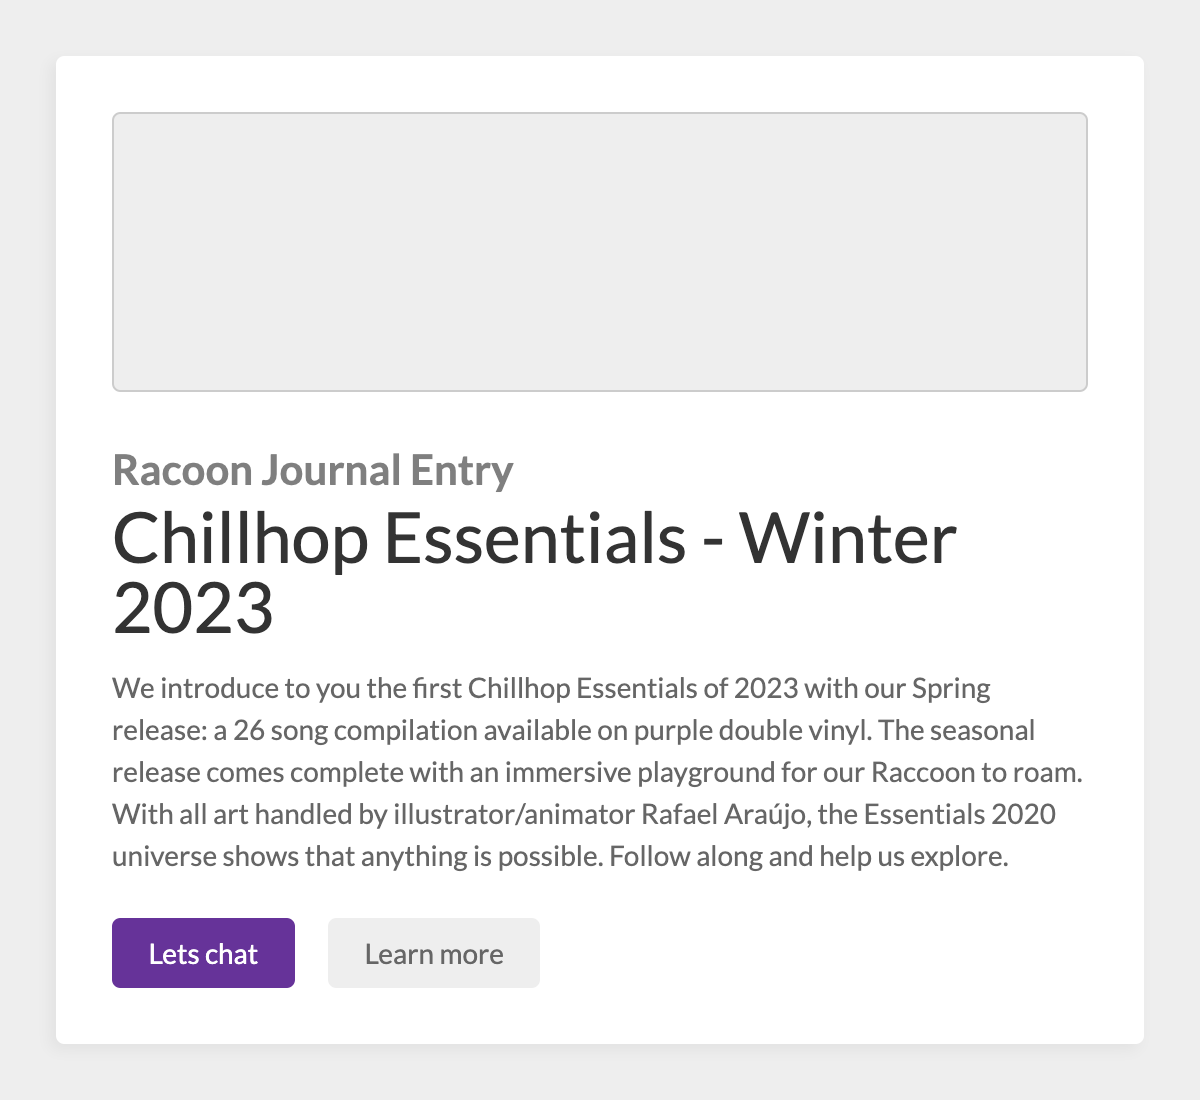 Racoon Journal Entry
Chillhop Essentials - Winter
2023
We introduce to you the first Chillhop Essentials of 2023 with our Spring
release: a 26 song compilation available on purple double vinyl. The seasonal
release comes complete with an immersive playground for our Raccoon to roam.
With all art handled by illustrator/animator Rafael Araújo, the Essentials 2020
universe shows that anything is possible. Follow along and help us explore.
Lets chat
Learn more